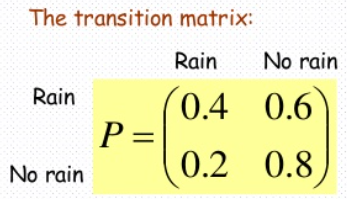 The transition matrix:
Rain No rain
Rain 0.4 0.6
P =
No rain 0.2 0.8